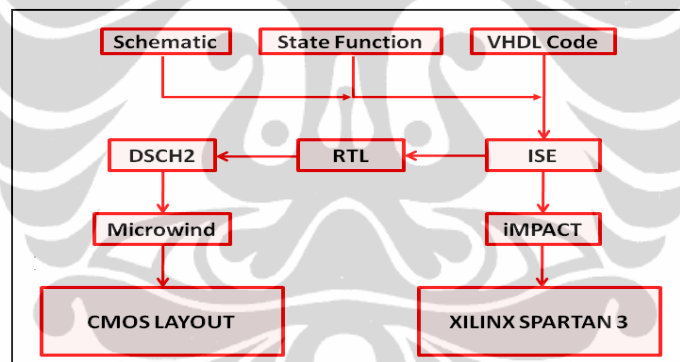 Schematic
State Function
VHDL Code
DSCH2
RTL
ISE
Microwind
iMPACT
CMOS LAYOUT
XILINX SPARTAN 3